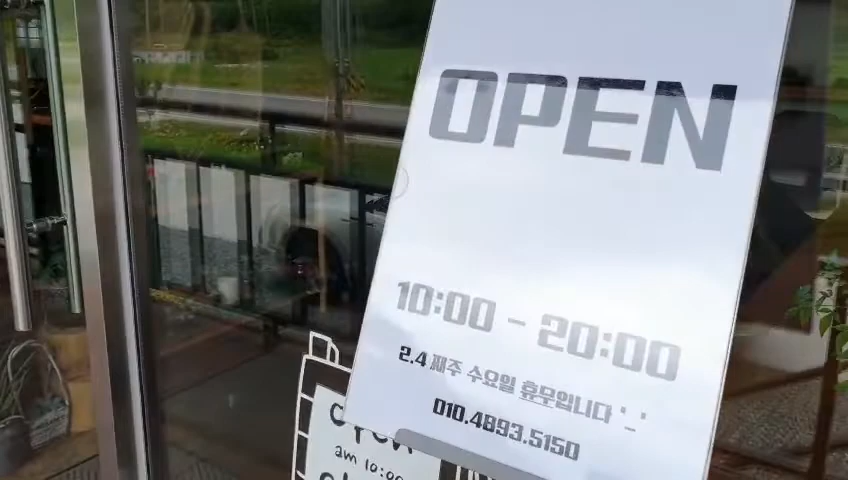 OPEN
10:00 - 20:00
2.4 째주 수요일 휴무입니다 '_'
010.4893.5150
open
am 10:00